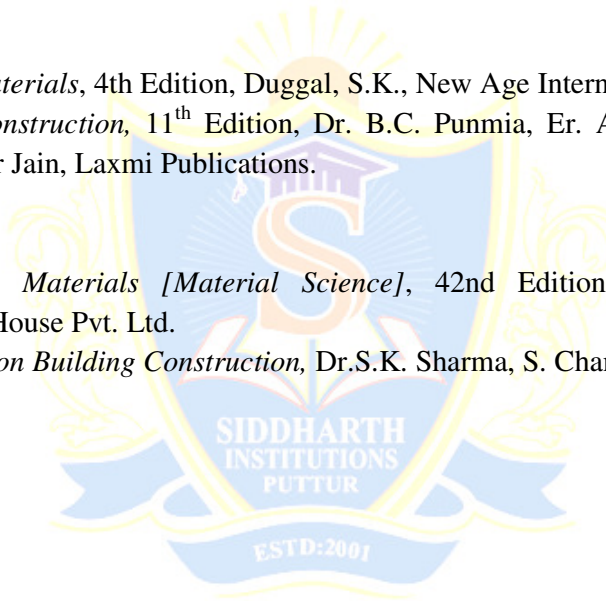 aterials, 4th Edition, Duggal, S.K., New Age Intern
onstruction, 11th Edition, Dr. B.C. Punmia, Er. A
r Jain, Laxmi Publications.
Materials [Material Science], 42nd Edition
House Pvt. Ltd.
on Building Construction, Dr.S.K. Sharma, S. Chan
S
SIDDHARTH
INSTITUTIONS
PUTTUR
ESTD:2001